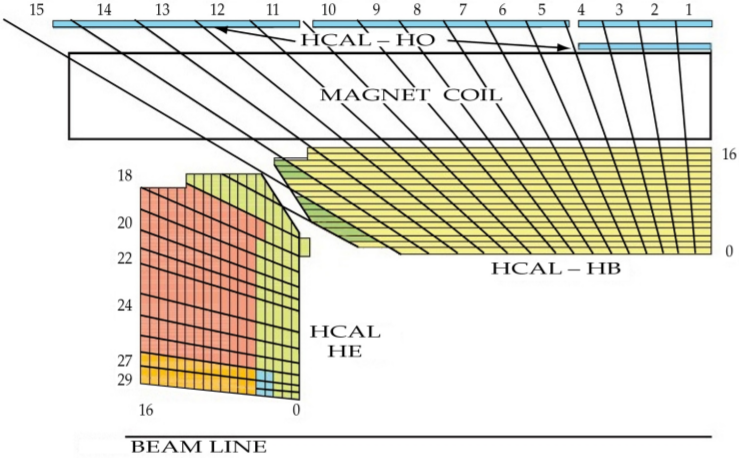 15 14 13 12 11 10 9 8 7 6 5 4 3 2 1
HCAL – HO
MAGNET COIL
16
18
20
22
0
HCAL – HB
24
HCAL
HE
27
29
16 0
BEAM LINE